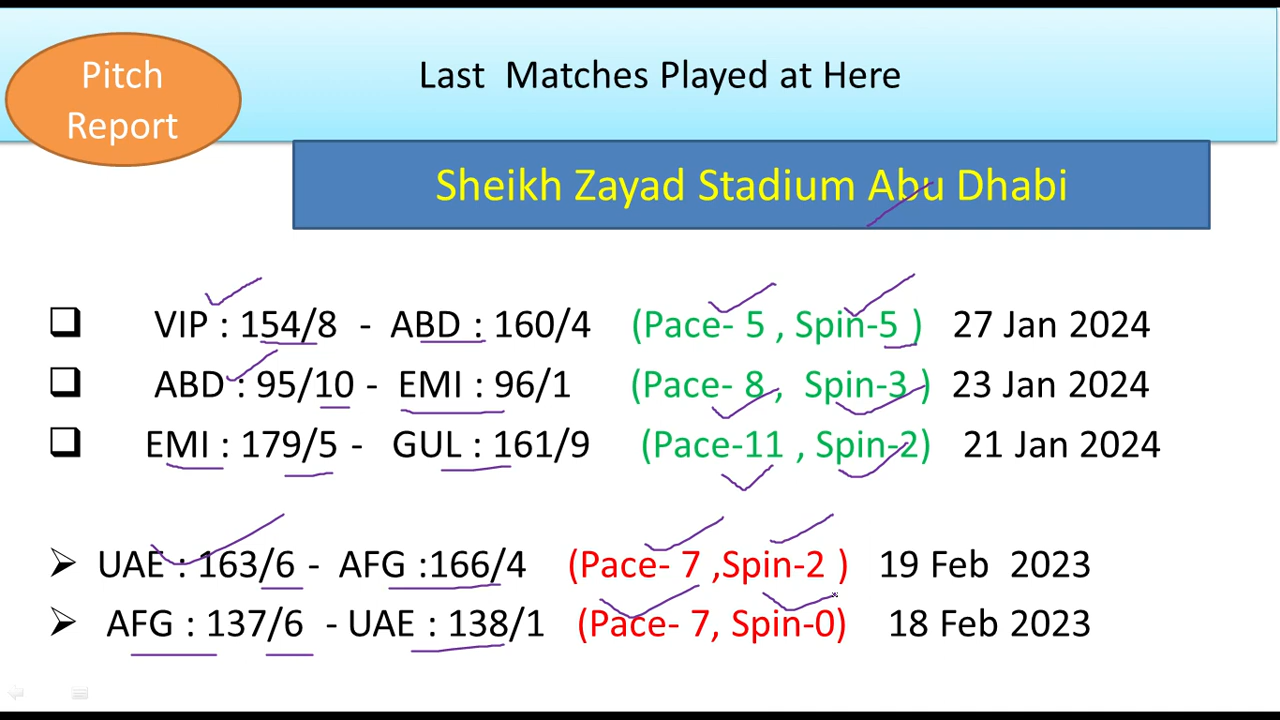 Pitch
Report
Last Matches Played at Here
Sheikh Zayad Stadium Abu Dhabi
VIP : 154/8 - ABD : 160/4 (Pace- 5 , Spin-5 ) 27 Jan 2024
ABD : 95/10 - EMI : 96/1 (Pace- 8 , Spin-3 ) 23 Jan 2024
EMI : 179/5 - GUL : 161/9 (Pace-11 , Spin-2) 21 Jan 2024
UAE : 163/6 - AFG :166/4 (Pace- 7 ,Spin-2 ) 19 Feb 2023
AFG : 137/6 - UAE : 138/1 (Pace- 7, Spin-0) 18 Feb 2023